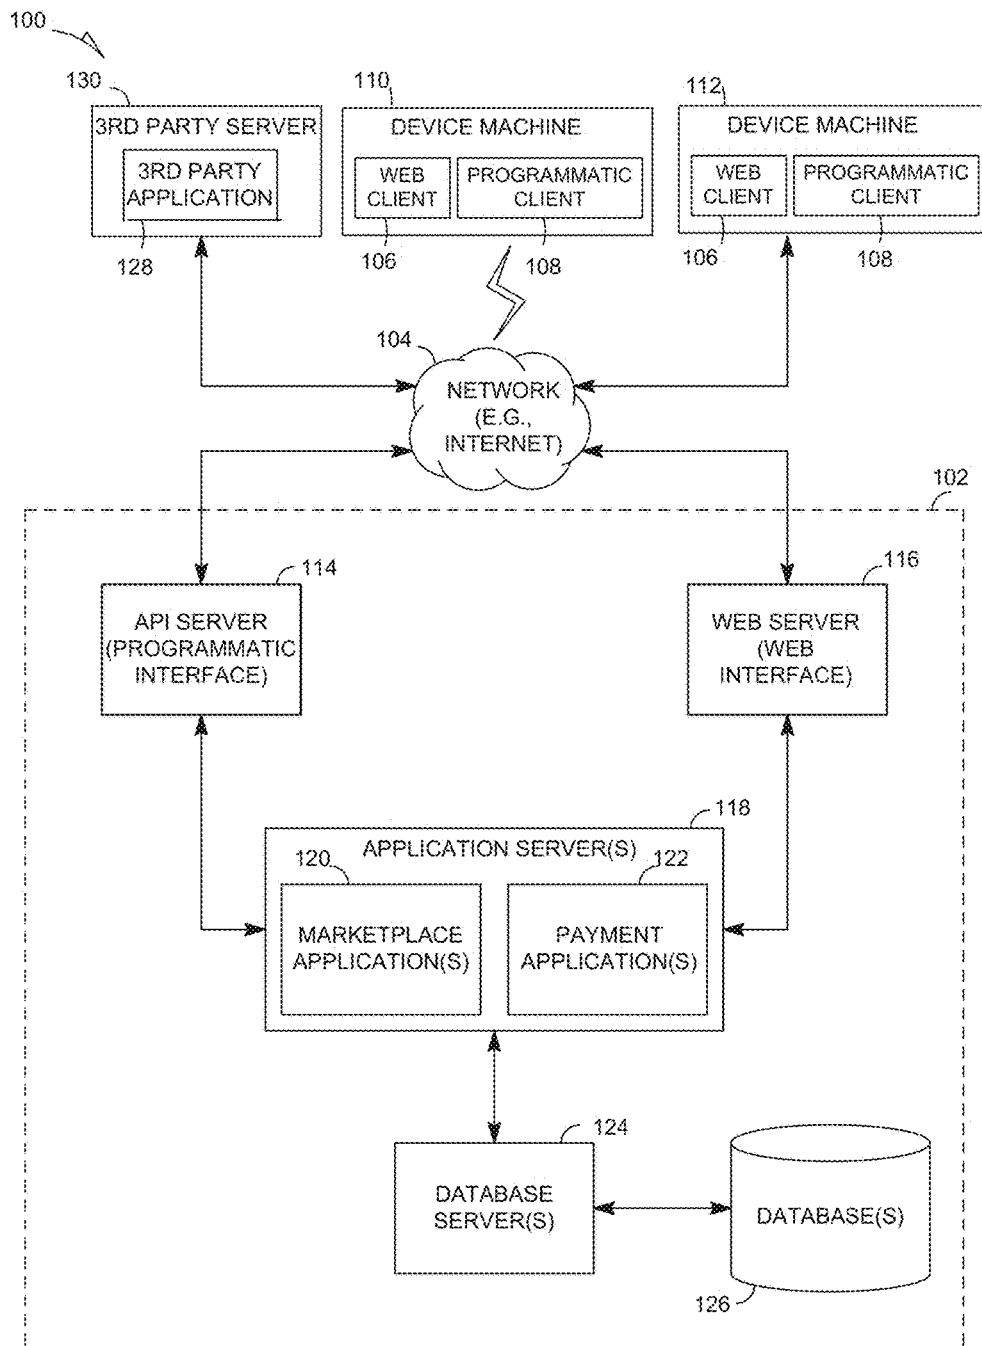 100
130
110
112
3RD PARTY SERVER
3RD PARTY
APPLICATION
128
DEVICE MACHINE
WEB
CLIENT
PROGRAMMATIC
CLIENT
106
108
DEVICE MACHINE
WEB
CLIENT
PROGRAMMATIC
CLIENT
106
108
104
NETWORK
(E.G.,
INTERNET)
102
114
API SERVER
(PROGRAMMATIC
INTERFACE)
116
WEB SERVER
(WEB
INTERFACE)
118
APPLICATION SERVER(S)
120
122
MARKETPLACE
APPLICATION(S)
PAYMENT
APPLICATION(S)
124
DATABASE
SERVER(S)
DATABASE(S)
126